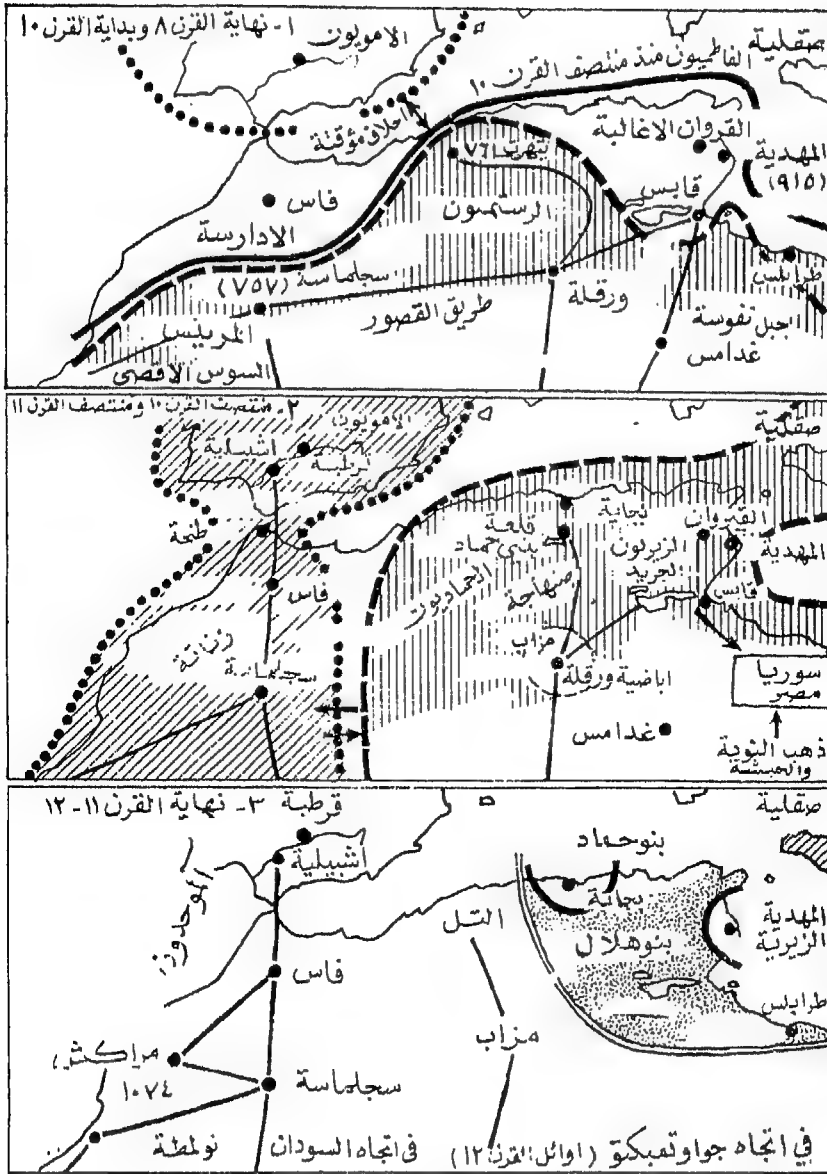 ١- نهاية القرن ٨ وبداية القرن ١٠
الامويون
صقلية
الفاطميون منذ منتصف القرن ١٠
احلاف مؤقتة
القروان الاغالبة
المهدية
(٩١٥)
تيهرت ٧٦١
قابس
فاس
الرستميون
الادارسة
طرابلس
سجلماسة
(٧٥٧)
ورقلة
طريق القصور
جبل نفوسة
غدامس
السوس الاقصى
٢- منتصف القرن ١٠ ومنتصف القرن ١١
الامويون
صقلية
اشبيلية
قرطبة
بجاية
القيروان
طنجة
قلعة
بني حماد
الزيريون
الجريد
المهدية
الحماديون
صنهاجة
فاس
قابس
زناتة
مزاب
سجلماسة
اباضية ورقلة
سوريا
مصر
غدامس
ذهب النوبة
والحبشة
٣- نهاية القرن ١١-١٢
قرطبة
صقلية
اشبيلية
بنوحماد
الموحدون
بجاية
المهدية
الزيرية
التل
بنوهلال
فاس
طرابلس
مراكش
١٠٧٤
مزاب
سجلماسة
نولمطة
في اتجاه السودان
في اتجاه جواوتمبكتو (اوائل القرن ١٢)